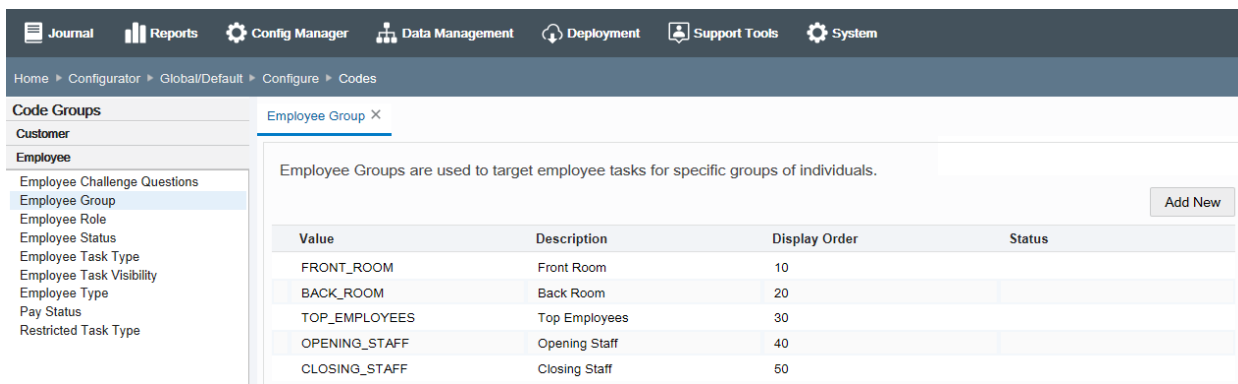 Journal Reports Config Manager Data Management Deployment Support Tools System
Home ▶ Configurator ▶ Global/Default ▶ Configure ▶ Codes
Code Groups
Customer
Employee
Employee Challenge Questions
Employee Group
Employee Role
Employee Status
Employee Task Type
Employee Task Visibility
Employee Type
Pay Status
Restricted Task Type
Employee Group ×
Employee Groups are used to target employee tasks for specific groups of individuals.
Add New
Value Description Display Order Status
FRONT_ROOM Front Room 10
BACK_ROOM Back Room 20
TOP_EMPLOYEES Top Employees 30
OPENING_STAFF Opening Staff 40
CLOSING_STAFF Closing Staff 50